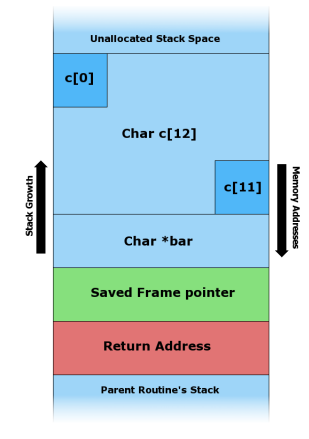 Unallocated Stack Space
c[0]
Char c[12]
c[11]
Stack Growth
Memory Addresses
Char *bar
Saved Frame pointer
Return Address
Parent Routine's Stack